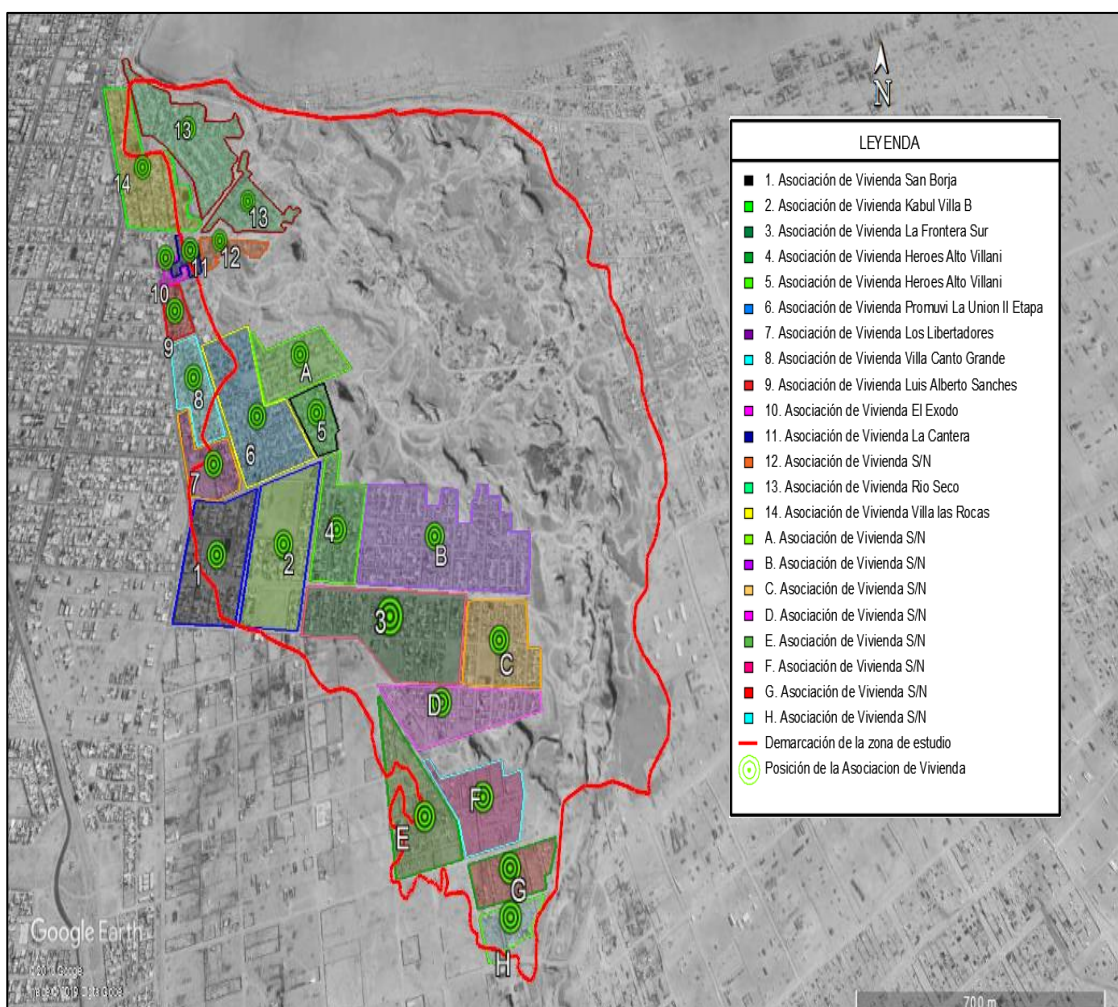 N
LEYENDA
1. Asociación de Vivienda San Borja
2. Asociación de Vivienda Kabul Villa B
3. Asociación de Vivienda La Frontera Sur
4. Asociación de Vivienda Heroes Alto Villani
5. Asociación de Vivienda Heroes Alto Villani
6. Asociación de Vivienda Promuvi La Union II Etapa
7. Asociación de Vivienda Los Libertadores
8. Asociación de Vivienda Villa Canto Grande
9. Asociación de Vivienda Luis Alberto Sanches
10. Asociación de Vivienda El Exodo
11. Asociación de Vivienda La Cantera
12. Asociación de Vivienda S/N
13. Asociación de Vivienda Rio Seco
14. Asociación de Vivienda Villa las Rocas
A. Asociación de Vivienda S/N
B. Asociación de Vivienda S/N
C. Asociación de Vivienda S/N
D. Asociación de Vivienda S/N
E. Asociación de Vivienda S/N
F. Asociación de Vivienda S/N
G. Asociación de Vivienda S/N
H. Asociación de Vivienda S/N
Demarcación de la zona de estudio
Posición de la Asociacion de Vivienda
13
14
13
11
12
10
9
A
8
5
6
7
4
B
2
1
3
C
D
F
E
G
H
Google Earth
700 m